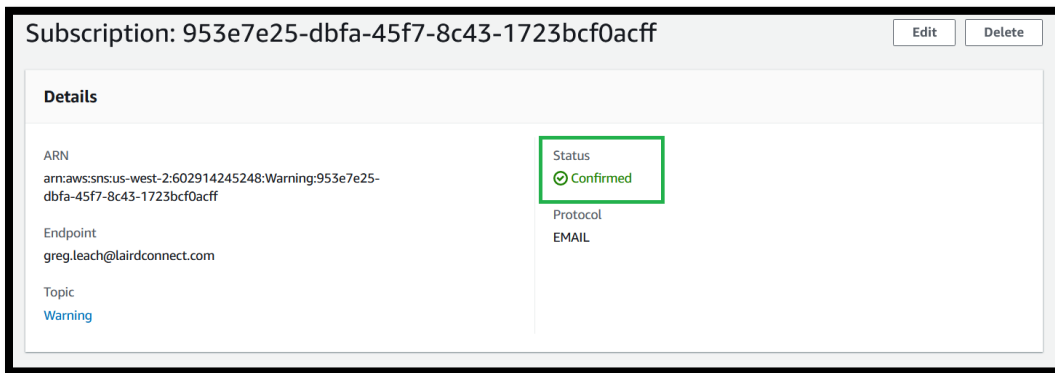 Subscription: 953e7e25-dbfa-45f7-8c43-1723bcf0acff
Edit
Delete
Details
ARN
arn:aws:sns:us-west-2:602914245248:Warning:953e7e25-
dbfa-45f7-8c43-1723bcf0acff
Endpoint
greg.leach@lairdconnect.com
Topic
Warning
Status
Confirmed
Protocol
EMAIL